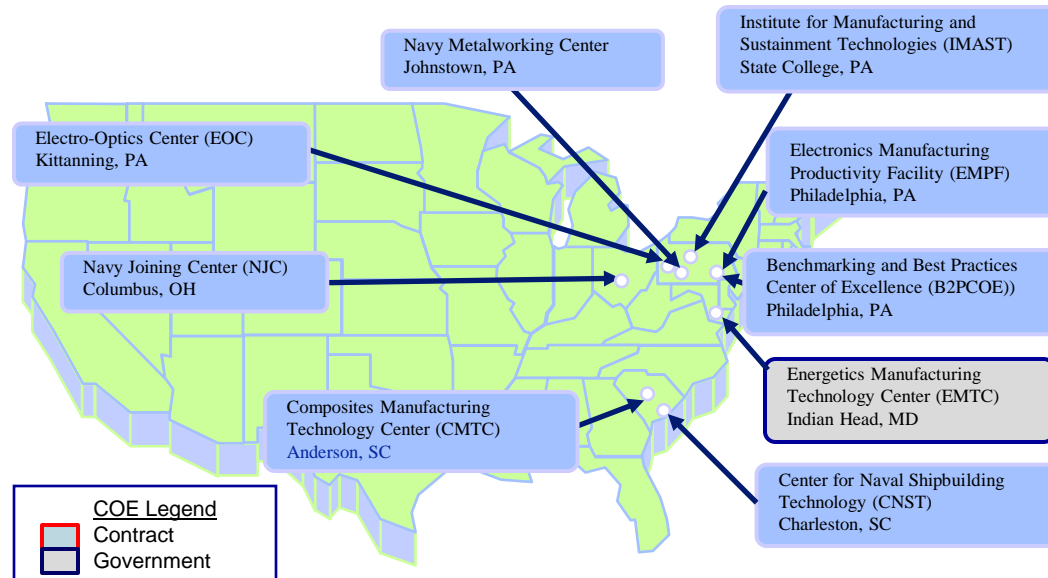 Institute for Manufacturing and
Sustainment Technologies (IMAST)
State College, PA
Navy Metalworking Center
Johnstown, PA
Electro-Optics Center (EOC)
Kittanning, PA
Electronics Manufacturing
Productivity Facility (EMPF)
Philadelphia, PA
Navy Joining Center (NJC)
Columbus, OH
Benchmarking and Best Practices
Center of Excellence (B2PCOE))
Philadelphia, PA
Energetics Manufacturing
Technology Center (EMTC)
Indian Head, MD
Composites Manufacturing
Technology Center (CMTC)
Anderson, SC
Center for Naval Shipbuilding
Technology (CNST)
Charleston, SC
COE Legend
Contract
Government